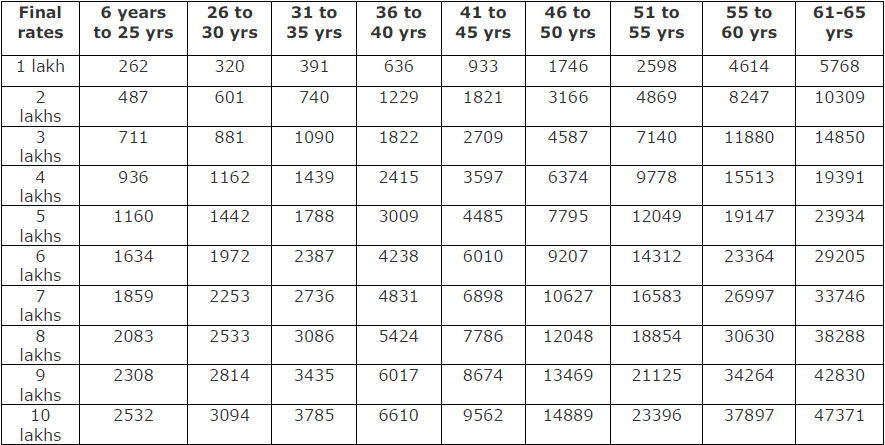 Final rates 6 years to 25 yrs 26 to 30 yrs 31 to 35 yrs 36 to 40 yrs 41 to 45 yrs 46 to 50 yrs 51 to 55 yrs 55 to 60 yrs 61-65 yrs
1 lakh 262 320 391 636 933 1746 2598 4614 5768
2 lakhs 487 601 740 1229 1821 3166 4869 8247 10309
3 lakhs 711 881 1090 1822 2709 4587 7140 11880 14850
4 lakhs 936 1162 1439 2415 3597 6374 9778 15513 19391
5 lakhs 1160 1442 1788 3009 4485 7795 12049 19147 23934
6 lakhs 1634 1972 2387 4238 6010 9207 14312 23364 29205
7 lakhs 1859 2253 2736 4831 6898 10627 16583 26997 33746
8 lakhs 2083 2533 3086 5424 7786 12048 18854 30630 38288
9 lakhs 2308 2814 3435 6017 8674 13469 21125 34264 42830
10 lakhs 2532 3094 3785 6610 9562 14889 23396 37897 47371